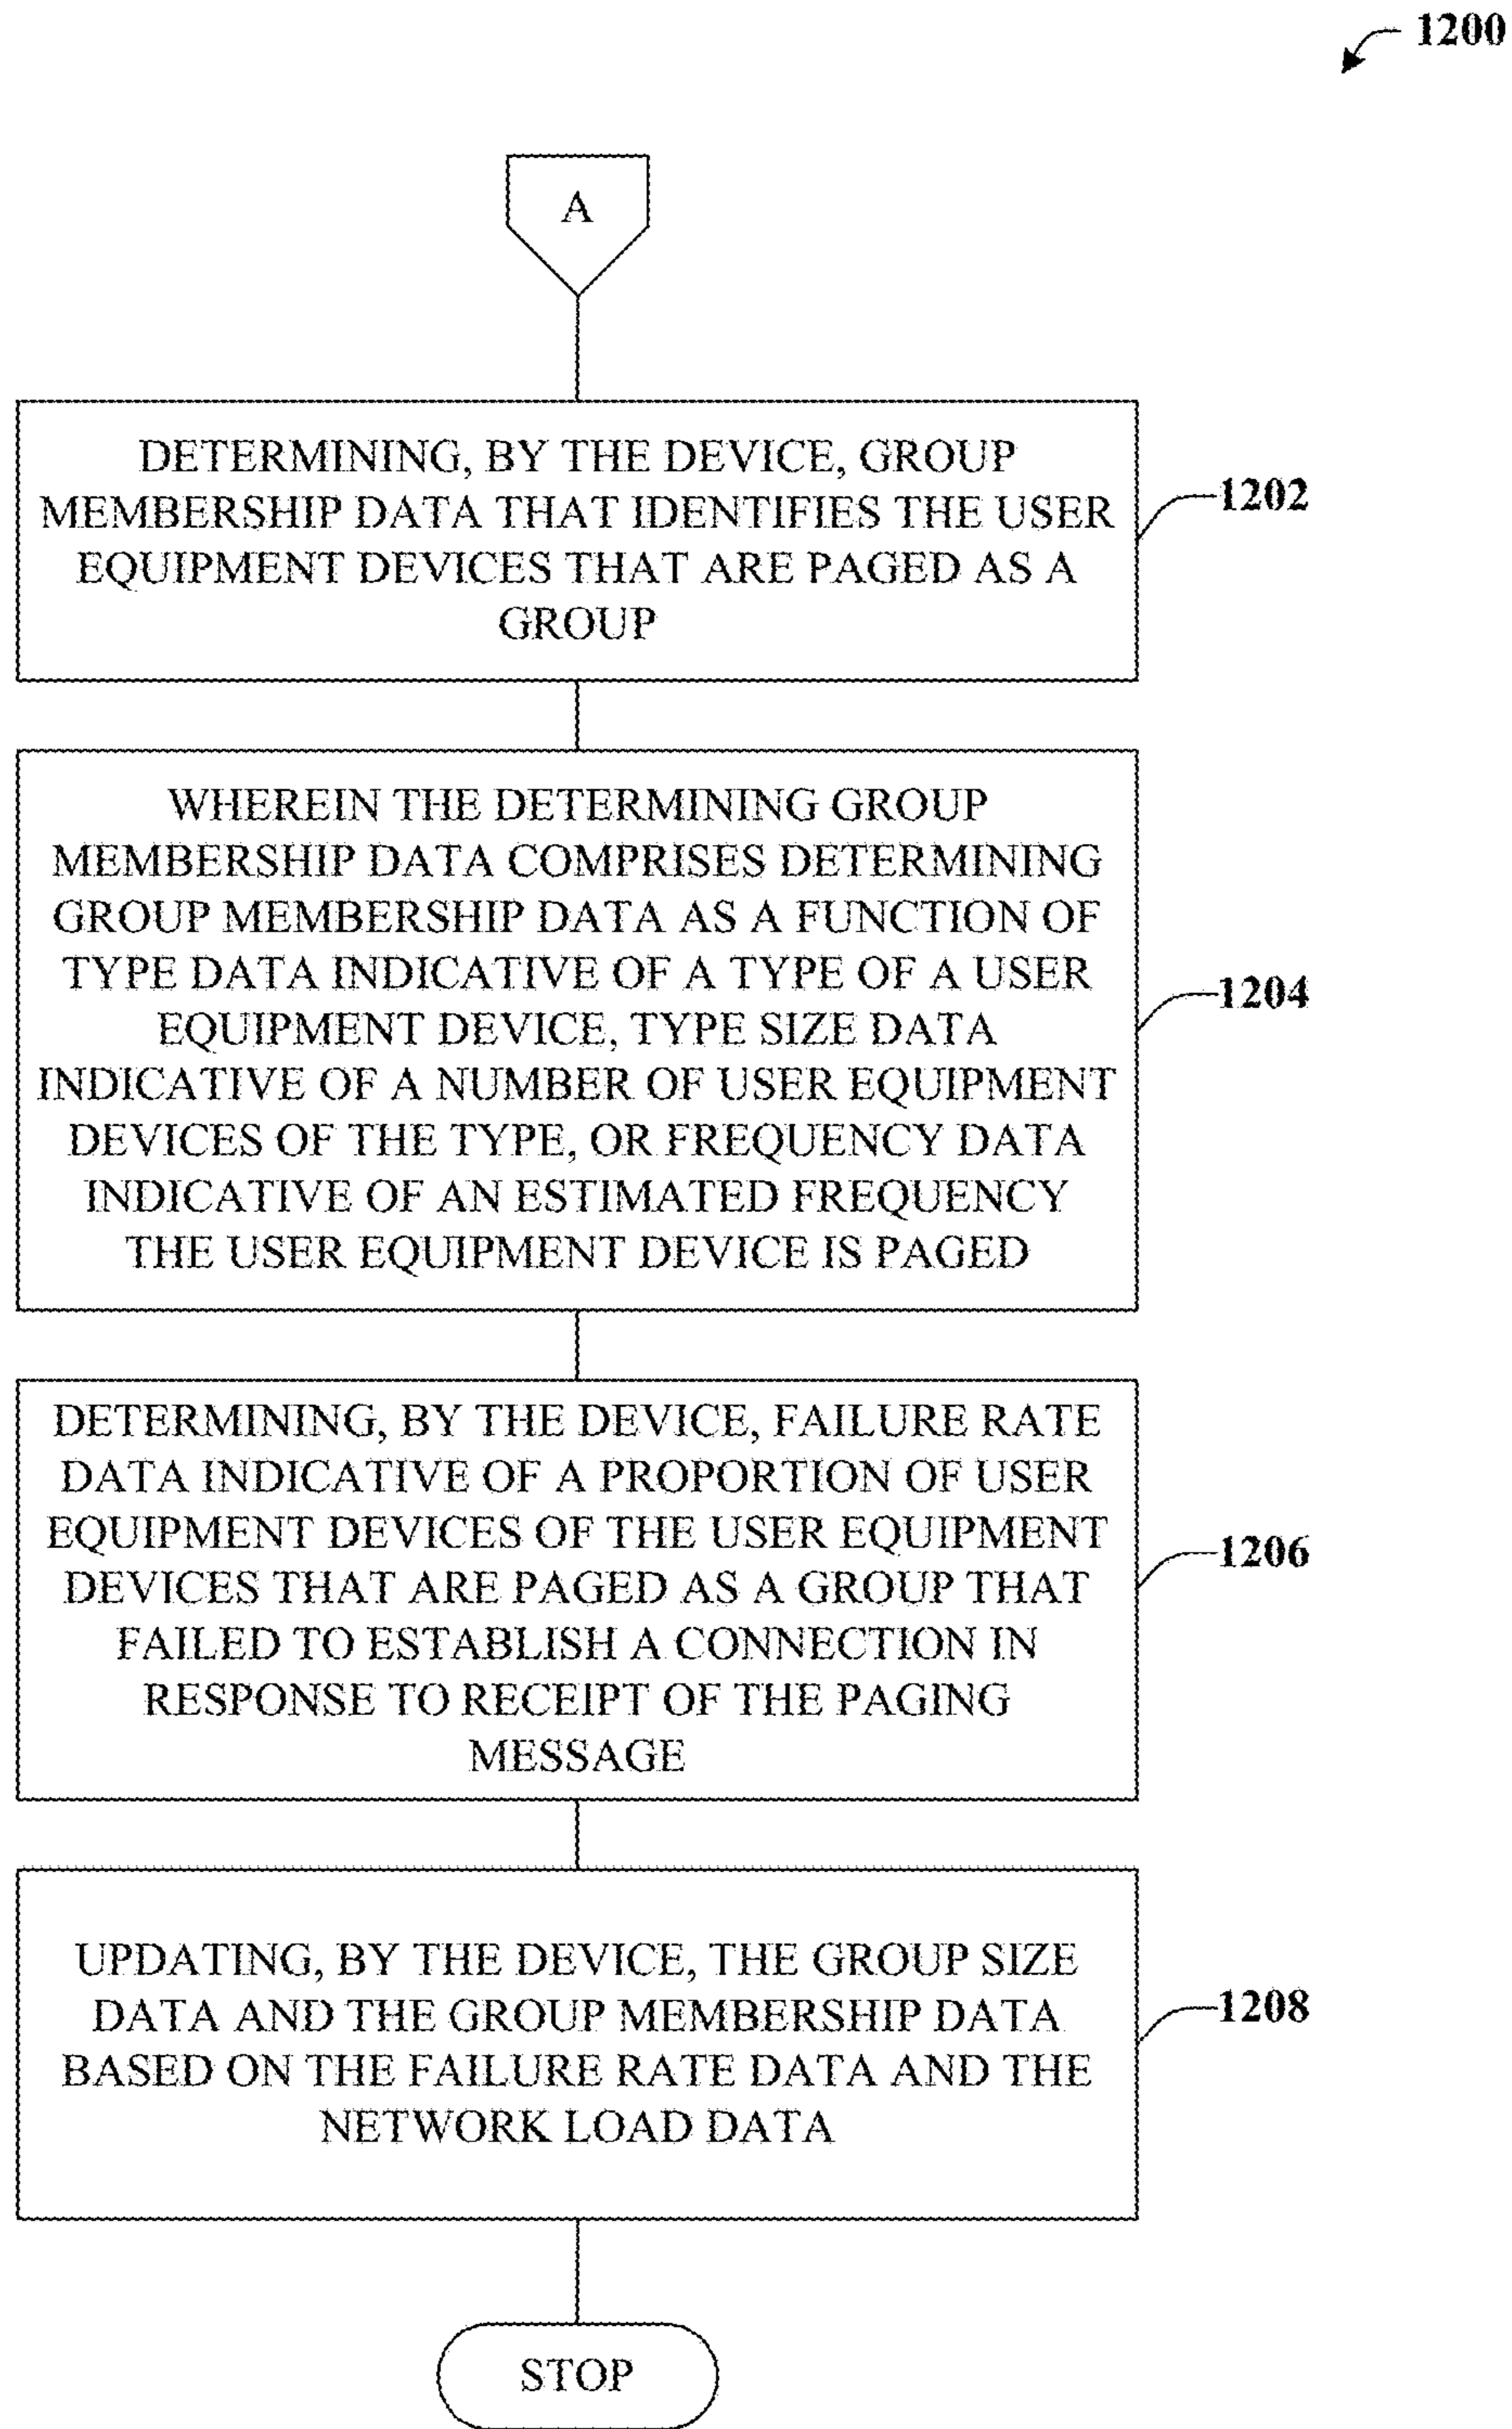 1200
A
DETERMINING, BY THE DEVICE, GROUP
MEMBERSHIP DATA THAT IDENTIFIES THE USER
EQUIPMENT DEVICES THAT ARE PAGED AS A
GROUP
1202
WHEREIN THE DETERMINING GROUP
MEMBERSHIP DATA COMPRISES DETERMINING
GROUP MEMBERSHIP DATA AS A FUNCTION OF
TYPE DATA INDICATIVE OF A TYPE OF A USER
EQUIPMENT DEVICE, TYPE SIZE DATA
INDICATIVE OF A NUMBER OF USER EQUIPMENT
DEVICES OF THE TYPE, OR FREQUENCY DATA
INDICATIVE OF AN ESTIMATED FREQUENCY
THE USER EQUIPMENT DEVICE IS PAGED
1204
DETERMINING, BY THE DEVICE, FAILURE RATE
DATA INDICATIVE OF A PROPORTION OF USER
EQUIPMENT DEVICES OF THE USER EQUIPMENT
DEVICES THAT ARE PAGED AS A GROUP THAT
FAILED TO ESTABLISH A CONNECTION IN
RESPONSE TO RECEIPT OF THE PAGING
MESSAGE
1206
UPDATING, BY THE DEVICE, THE GROUP SIZE
DATA AND THE GROUP MEMBERSHIP DATA
BASED ON THE FAILURE RATE DATA AND THE
NETWORK LOAD DATA
1208
STOP